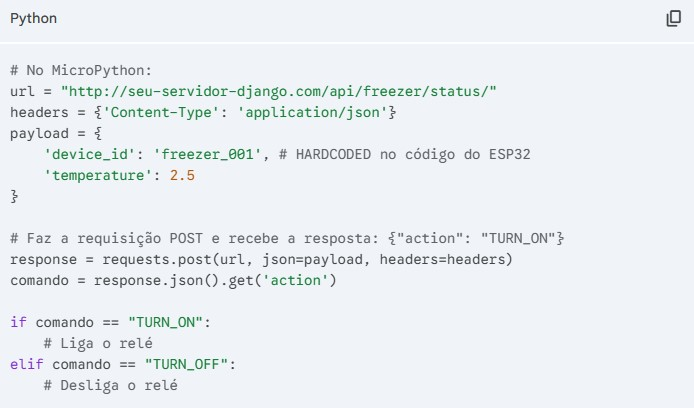 Python
# No MicroPython:
url = "http://seu-servidor-django.com/api/freezer/status/"
headers = {'Content-Type': 'application/json'}
payload = {
    'device_id': 'freezer_001', # HARDCODED no código do ESP32
    'temperature': 2.5
}

# Faz a requisição POST e recebe a resposta: {"action": "TURN_ON"}
response = requests.post(url, json=payload, headers=headers)
comando = response.json().get('action')

if comando == "TURN_ON":
    # Liga o relé
elif comando == "TURN_OFF":
    # Desliga o relé